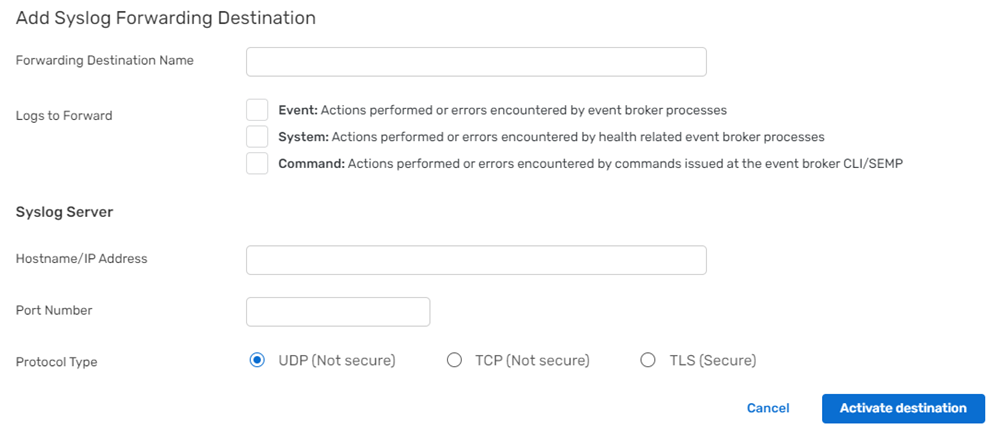 Add Syslog Forwarding Destination
Forwarding Destination Name
Logs to Forward
Event: Actions performed or errors encountered by event broker processes
System: Actions performed or errors encountered by health related event broker processes
Command: Actions performed or errors encountered by commands issued at the event broker CLI/SEMP
Syslog Server
Hostname/IP Address
Port Number
Protocol Type
UDP (Not secure)
TCP (Not secure)
TLS (Secure)
Cancel
Activate destination